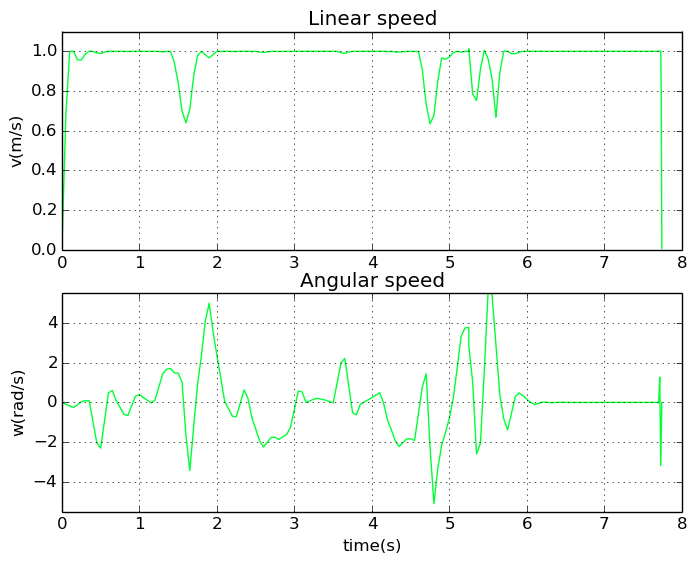 Linear speed
1.0
0.8
0.6
0.4
0.2
0.0
v(m/s)
0 1 2 3 4 5 6 7 8
Angular speed
4
2
0
−2
−4
w(rad/s)
0 1 2 3 4 5 6 7 8
time(s)